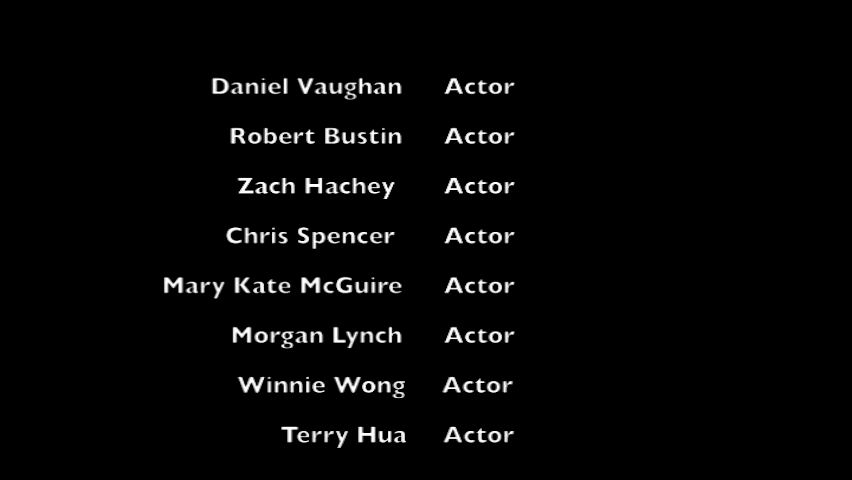 Daniel Vaughan Actor
Robert Bustin Actor
Zach Hachey Actor
Chris Spencer Actor
Mary Kate McGuire Actor
Morgan Lynch Actor
Winnie Wong Actor
Terry Hua Actor